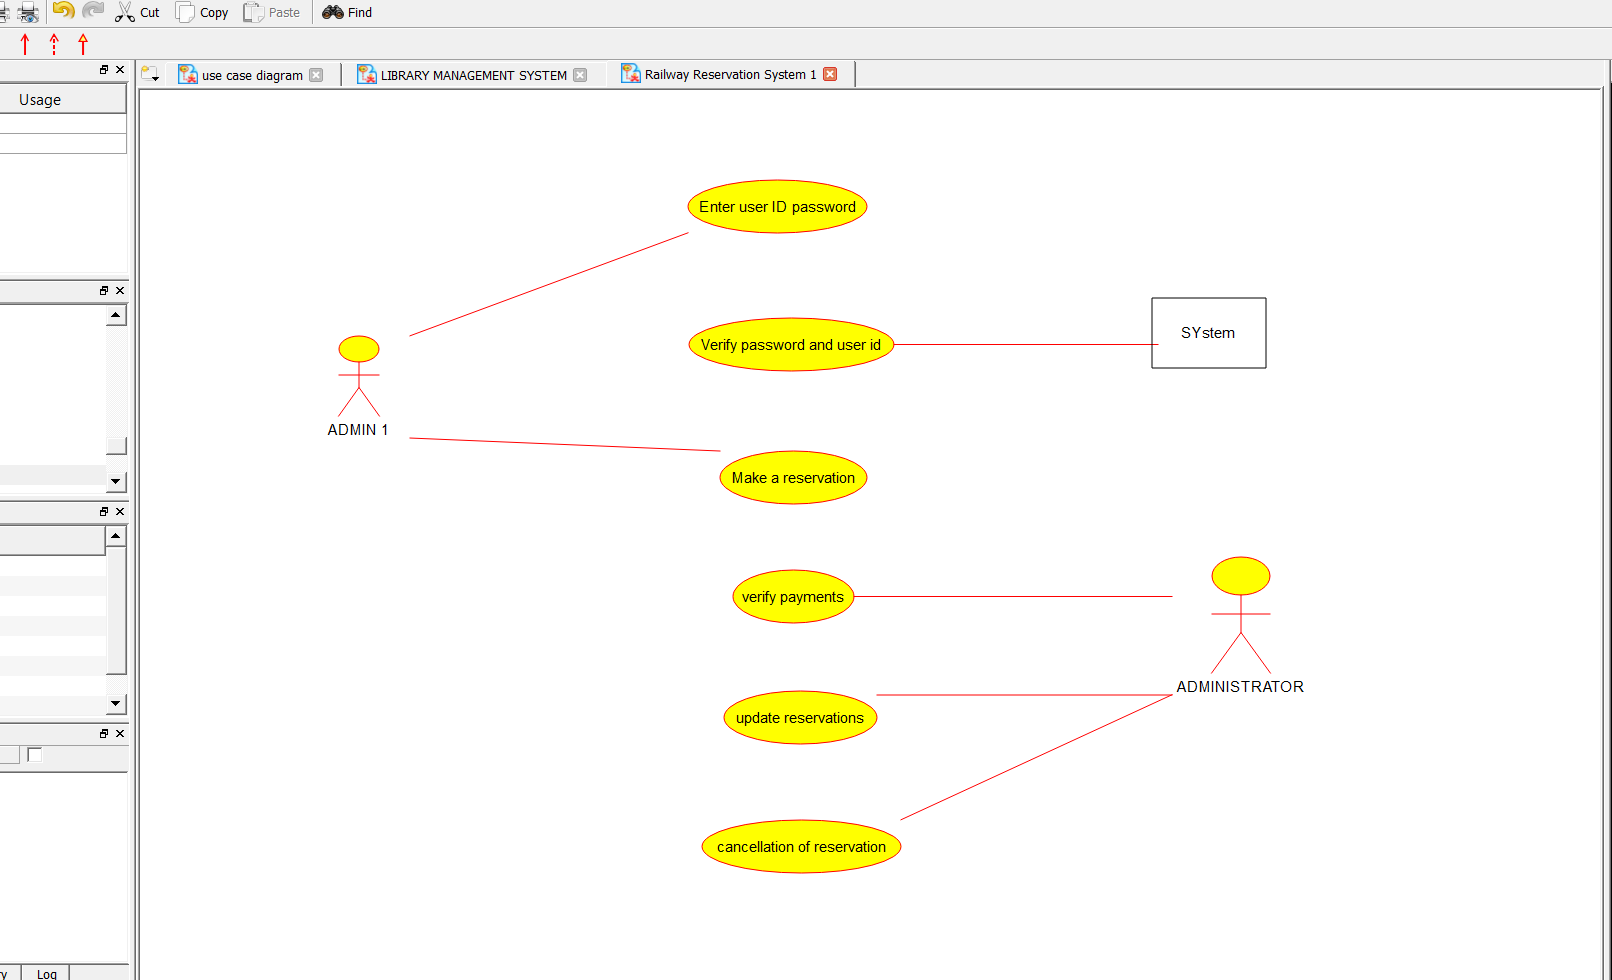 Cut
Copy
Paste
Find
Usage
use case diagram
LIBRARY MANAGEMENT SYSTEM
Railway Reservation System 1
Enter user ID password
Verify password and user id
SYstem
ADMIN 1
Make a reservation
verify payments
ADMINISTRATOR
update reservations
cancellation of reservation
Log